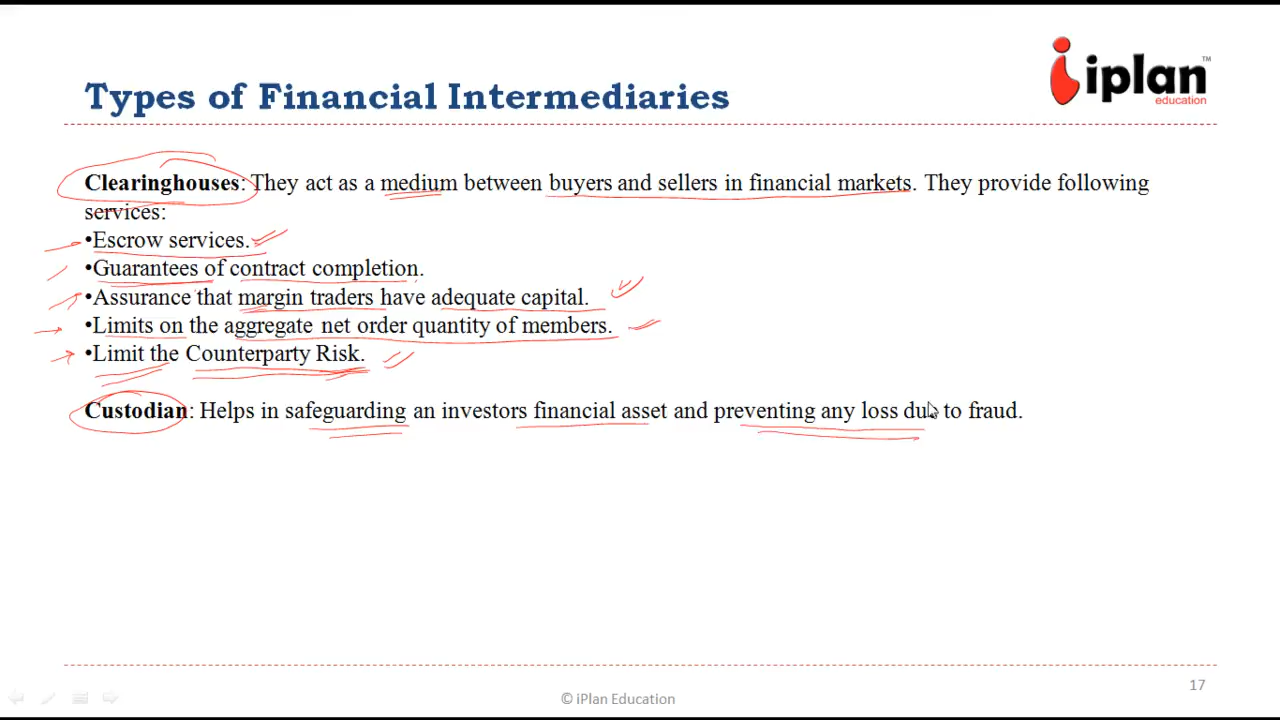 iplan™
education
Types of Financial Intermediaries
Clearinghouses: They act as a medium between buyers and sellers in financial markets. They provide following
services:
•Escrow services.
•Guarantees of contract completion.
•Assurance that margin traders have adequate capital.
•Limits on the aggregate net order quantity of members.
•Limit the Counterparty Risk.
Custodian: Helps in safeguarding an investors financial asset and preventing any loss due to fraud.
17
© iPlan Education